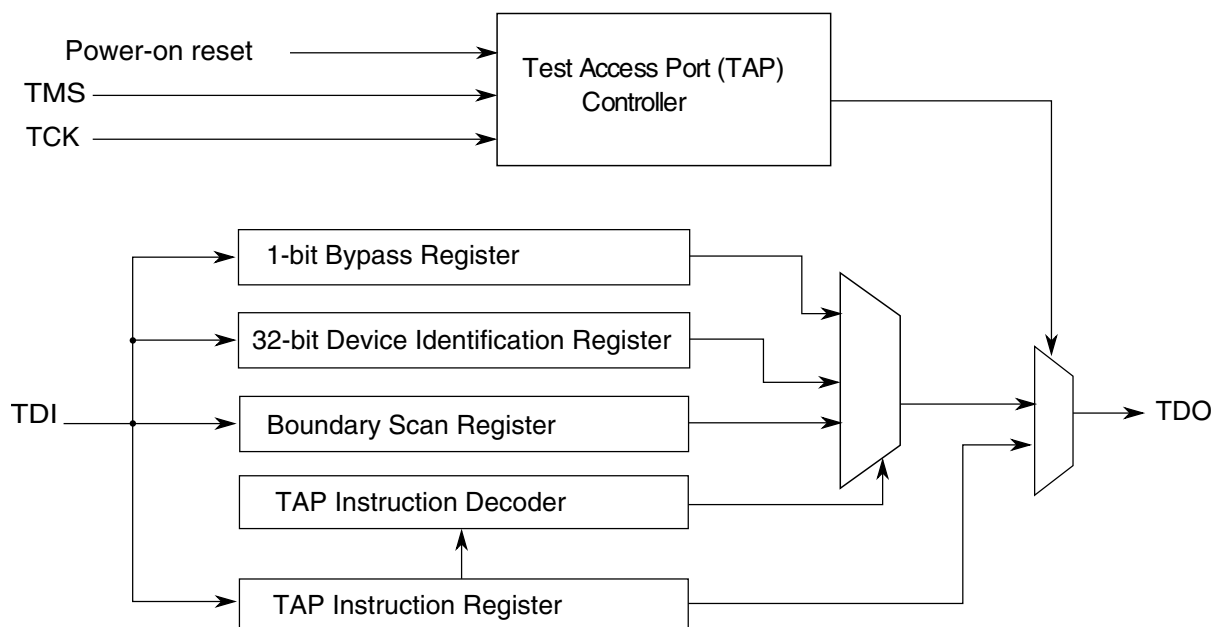 Power-on reset
TMS
TCK
Test Access Port (TAP)
Controller
1-bit Bypass Register
32-bit Device Identification Register
TDI
Boundary Scan Register
TDO
TAP Instruction Decoder
TAP Instruction Register